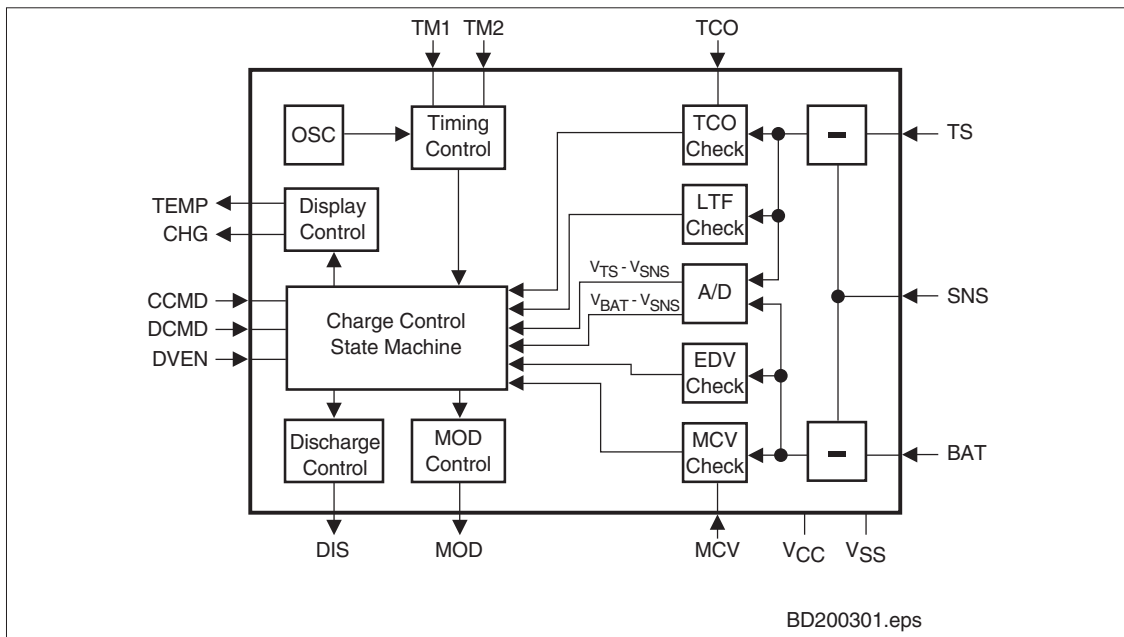 TM1 TM2 TCO
OSC
Timing
Control
TCO
Check
TS
TEMP
CHG
Display
Control
LTF
Check
CCMD
DCMD
DVEN
Charge Control
State Machine
VTS - VSNS
VBAT - VSNS
A/D
SNS
EDV
Check
Discharge
Control
MOD
Control
MCV
Check
BAT
DIS MOD MCV VCC VSS
BD200301.eps